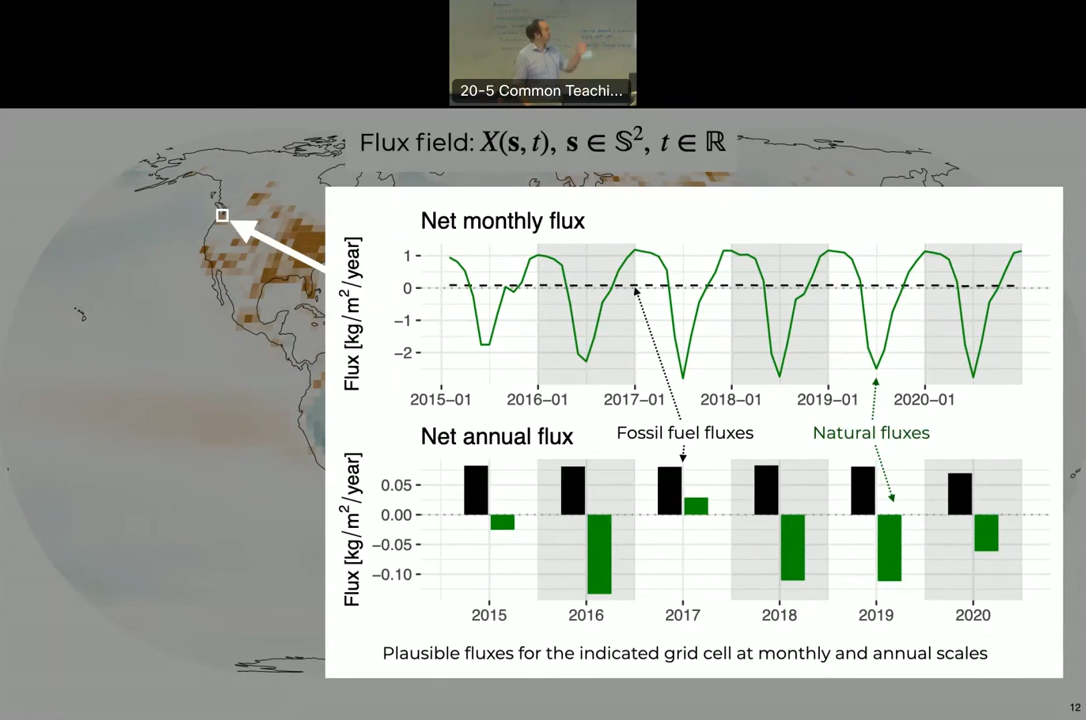 20-5 Common Teachi...
Flux field: X(s, t), s ∈ 𝕊², t ∈ ℝ
Net monthly flux
Flux [kg/m²/year]
1
0
−1
−2
2015−01 2016−01 2017−01 2018−01 2019−01 2020−01
Fossil fuel fluxes Natural fluxes
Net annual flux
Flux [kg/m²/year]
0.05
0.00
−0.05
−0.10
2015 2016 2017 2018 2019 2020
Plausible fluxes for the indicated grid cell at monthly and annual scales
12